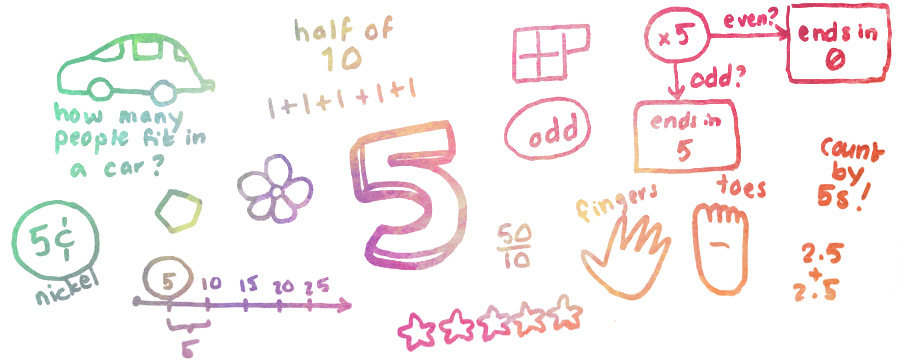 how many
people fit in
a car?
half of
10
1+1+1+1+1
5
odd
x5
even?
ends in
0
odd?
ends in
5
count
by
5s!
fingers
toes
5¢
nickel
5 10 15 20 25
5
50
10
2.5
+
2.5